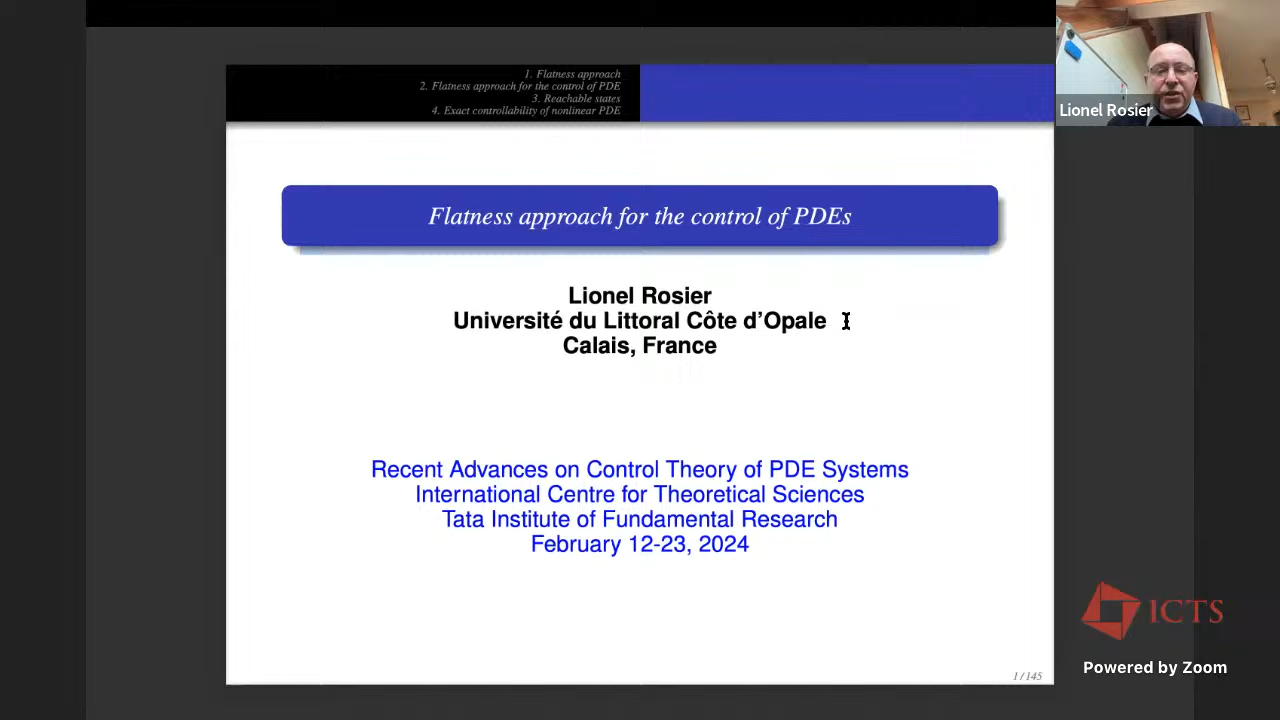 1. Flatness approach
2. Flatness approach for the control of PDE
3. Reachable states
4. Exact controllability of nonlinear PDE
Lionel Rosier
Flatness approach for the control of PDEs
Lionel Rosier
Université du Littoral Côte d'Opale
Calais, France
Recent Advances on Control Theory of PDE Systems
International Centre for Theoretical Sciences
Tata Institute of Fundamental Research
February 12-23, 2024
ICTS
Powered by Zoom
1 / 145